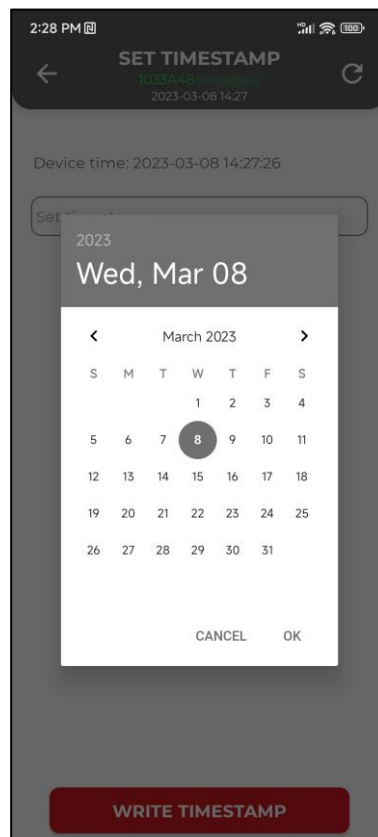 2:28 PM 100
SET TIMESTAMP
1033A48
2023-03-08 14:27
Device time: 2023-03-08 14:27:26
Set
2023
Wed, Mar 08
March 2023
S M T W T F S
1 2 3 4
5 6 7 8 9 10 11
12 13 14 15 16 17 18
19 20 21 22 23 24 25
26 27 28 29 30 31
CANCEL OK
WRITE TIMESTAMP